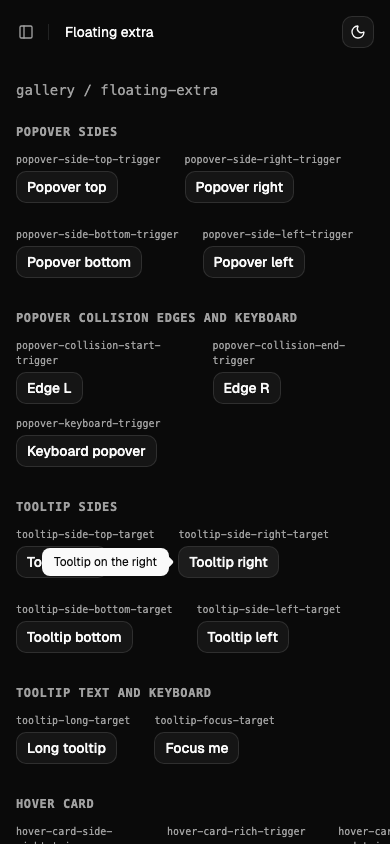 Floating extra
gallery / floating-extra
POPOVER SIDES
popover-side-top-trigger
popover-side-right-trigger
Popover top
Popover right
popover-side-bottom-trigger
popover-side-left-trigger
Popover bottom
Popover left
POPOVER COLLISION EDGES AND KEYBOARD
popover-collision-start-
trigger
popover-collision-end-
trigger
Edge L
Edge R
popover-keyboard-trigger
Keyboard popover
TOOLTIP SIDES
tooltip-side-top-target
tooltip-side-right-target
Tooltip on the right
Tooltip right
tooltip-side-bottom-target
tooltip-side-left-target
Tooltip bottom
Tooltip left
TOOLTIP TEXT AND KEYBOARD
tooltip-long-target
tooltip-focus-target
Long tooltip
Focus me
HOVER CARD
hover-card-side-
hover-card-rich-trigger